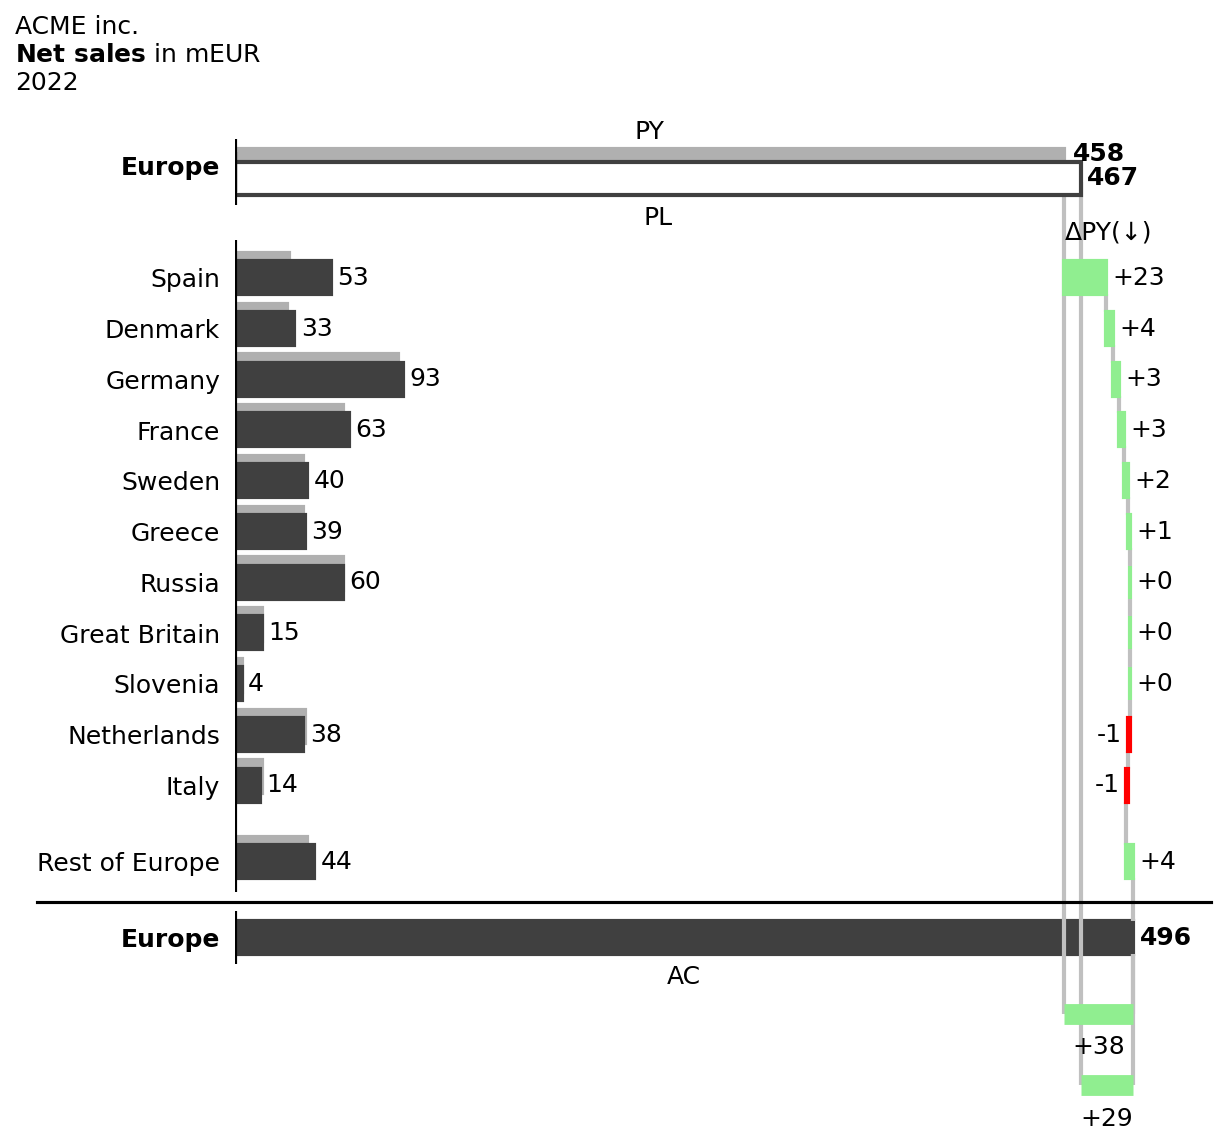 ACME inc.
Net sales in mEUR
2022
PY
Europe 458
467
PL
ΔPY(↓)
Spain 53 +23
Denmark 33 +4
Germany 93 +3
France 63 +3
Sweden 40 +2
Greece 39 +1
Russia 60 +0
Great Britain 15 +0
Slovenia 4 +0
Netherlands 38 -1
Italy 14 -1
Rest of Europe 44 +4
Europe 496
AC
+38
+29